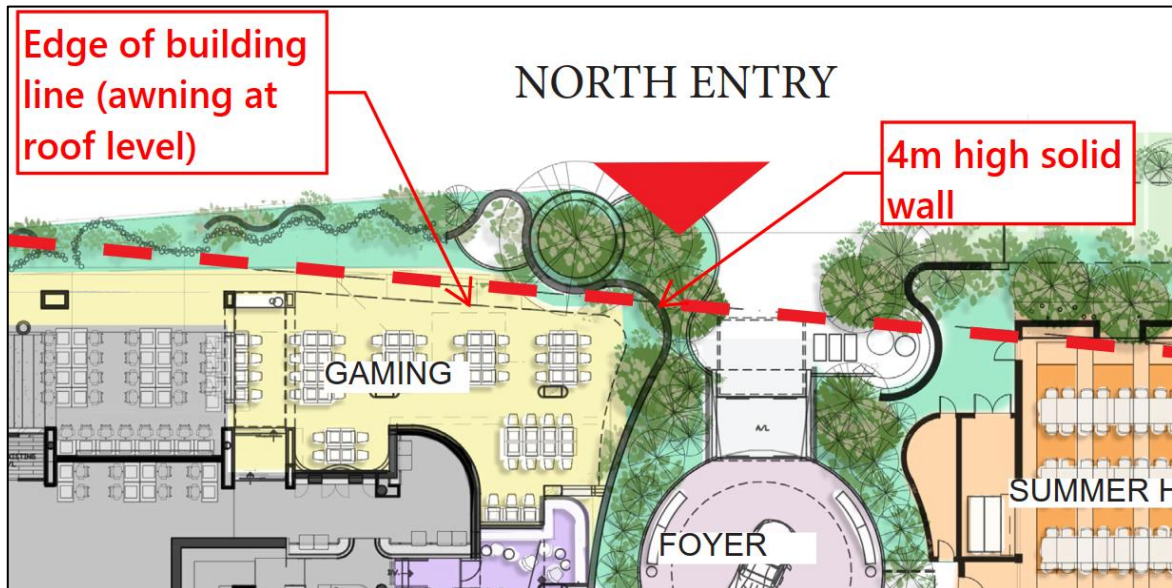 Edge of building
line (awning at
roof level)
NORTH ENTRY
4m high solid
wall
GAMING
SUMMER H
FOYER